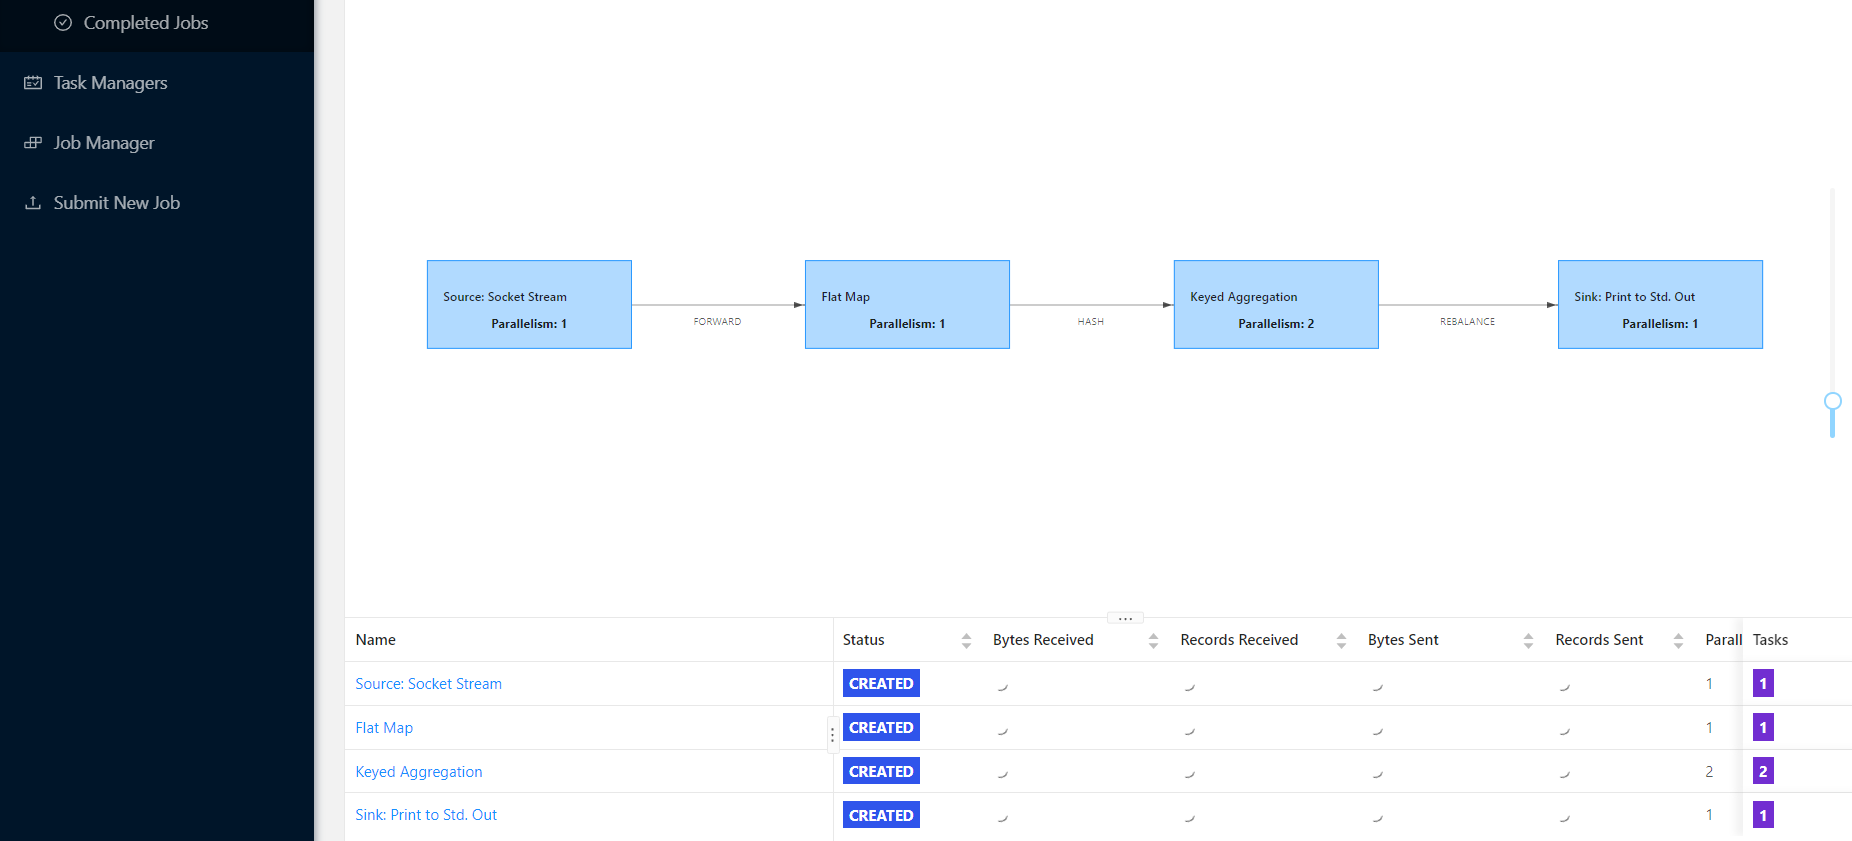 Completed Jobs
Task Managers
Job Manager
Submit New Job
Source: Socket Stream
Parallelism: 1
FORWARD
Flat Map
Parallelism: 1
HASH
Keyed Aggregation
Parallelism: 2
REBALANCE
Sink: Print to Std. Out
Parallelism: 1
Name Status Bytes Received Records Received Bytes Sent Records Sent Parall Tasks
Source: Socket Stream CREATED 1 1
Flat Map CREATED 1 1
Keyed Aggregation CREATED 2 2
Sink: Print to Std. Out CREATED 1 1